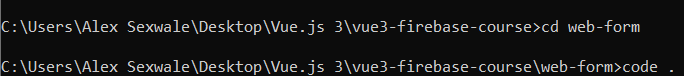 C:\Users\Alex Sexwale\Desktop\Vue.js 3\vue3-firebase-course>cd web-form
C:\Users\Alex Sexwale\Desktop\Vue.js 3\vue3-firebase-course\web-form>code .